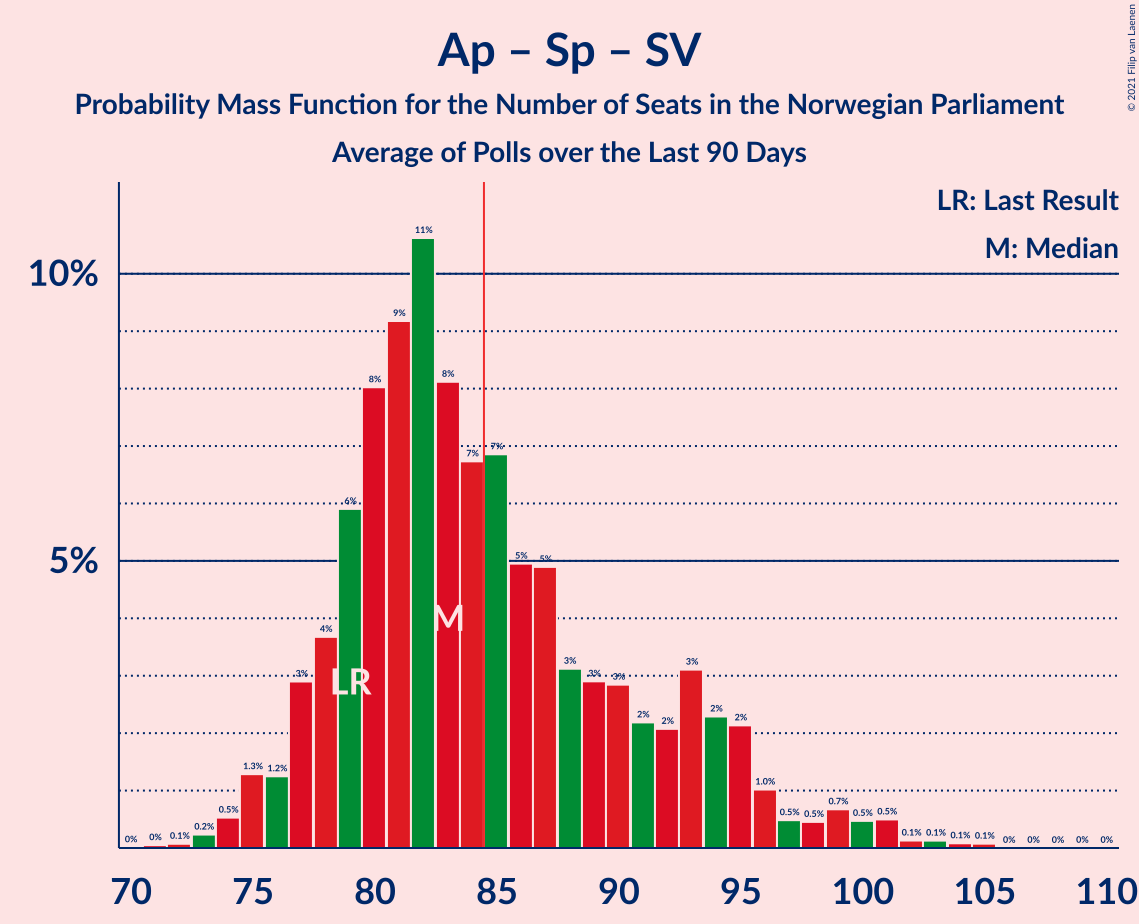 Ap – Sp – SV
Probability Mass Function for the Number of Seats in the Norwegian Parliament
Average of Polls over the Last 90 Days
© 2021 Filip van Laenen
LR: Last Result
M: Median
10%
5%
0% 0% 0.1% 0.2% 0.5% 1.3% 1.2% 3% 4% 6% 8% 9% 11% 8% 7% 7% 5% 5% 3% 3% 3% 2% 2% 3% 2% 2% 1.0% 0.5% 0.5% 0.7% 0.5% 0.5% 0.1% 0.1% 0.1% 0.1% 0% 0% 0% 0% 0%
LR
M
70 75 80 85 90 95 100 105 110